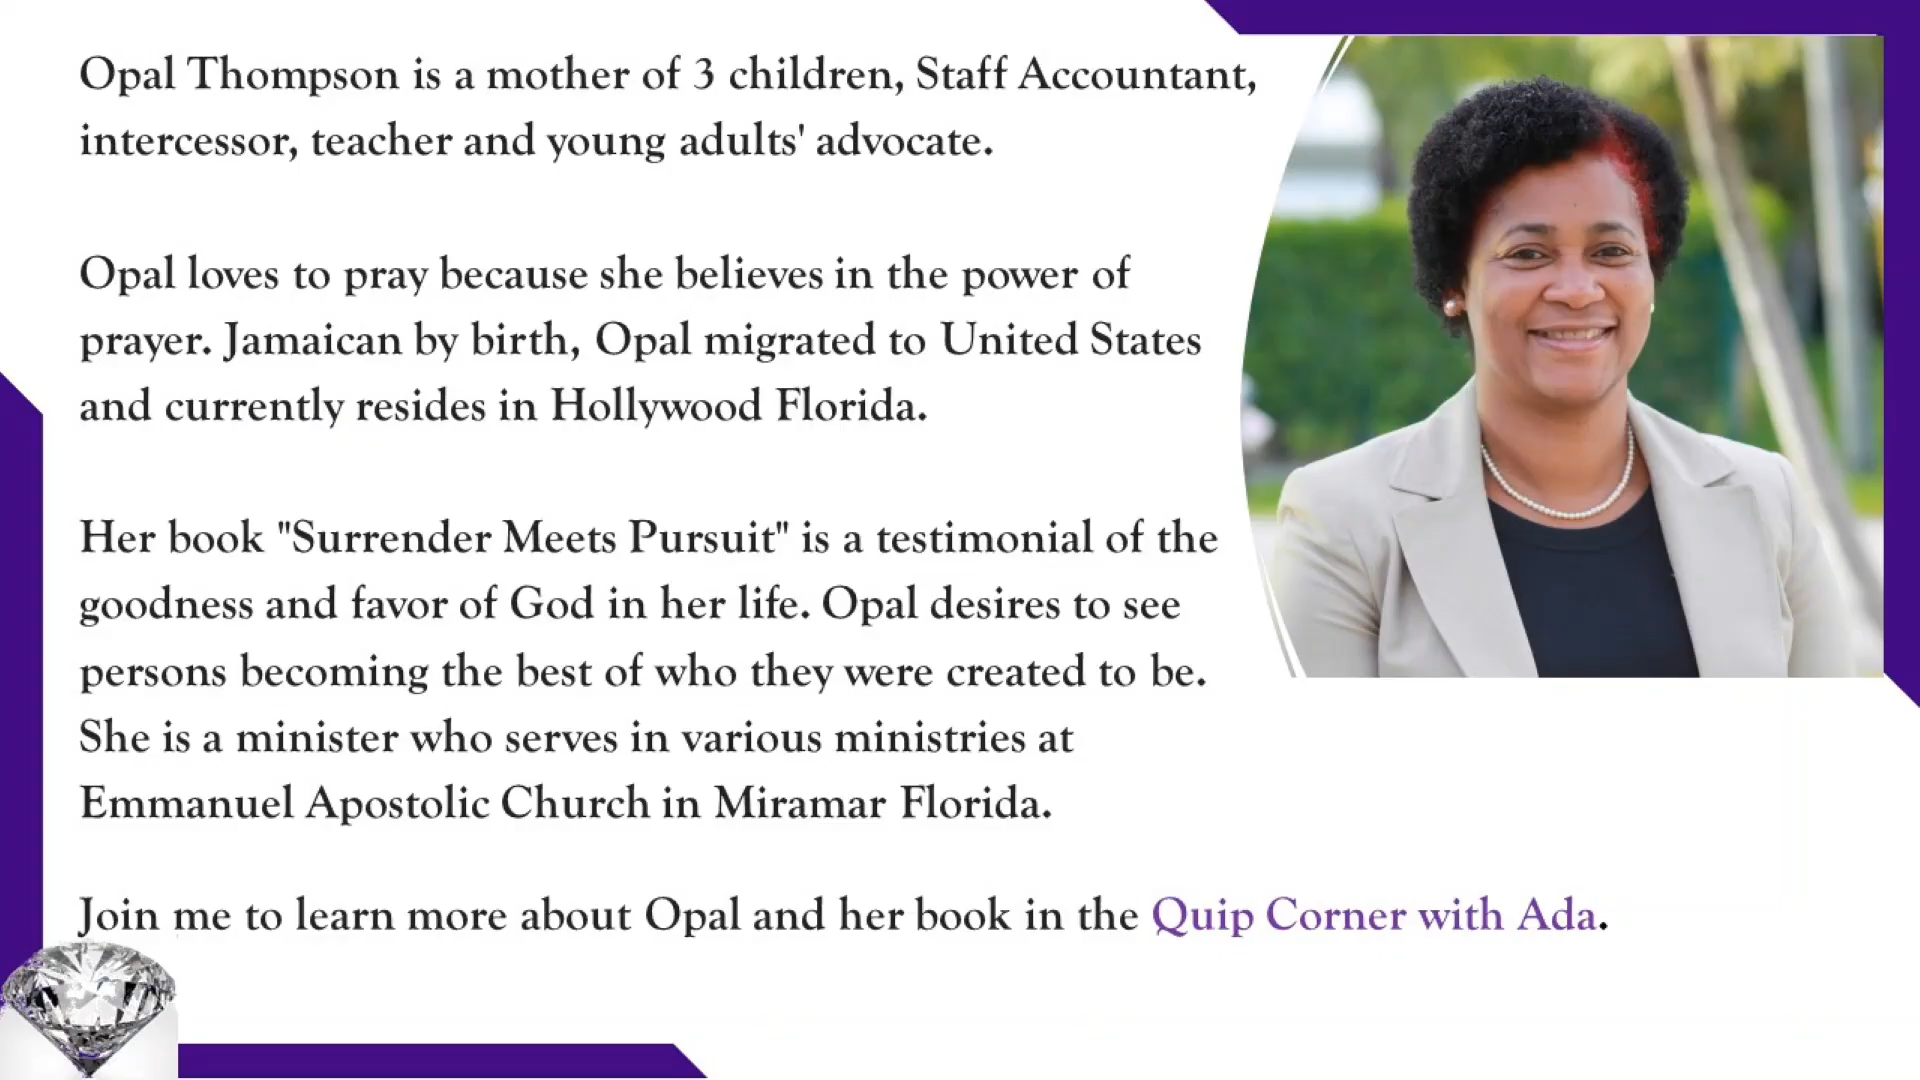 Opal Thompson is a mother of 3 children, Staff Accountant,
intercessor, teacher and young adults' advocate.
Opal loves to pray because she believes in the power of
prayer. Jamaican by birth, Opal migrated to United States
and currently resides in Hollywood Florida.
Her book "Surrender Meets Pursuit" is a testimonial of the
goodness and favor of God in her life. Opal desires to see
persons becoming the best of who they were created to be.
She is a minister who serves in various ministries at
Emmanuel Apostolic Church in Miramar Florida.
Join me to learn more about Opal and her book in the Quip Corner with Ada.